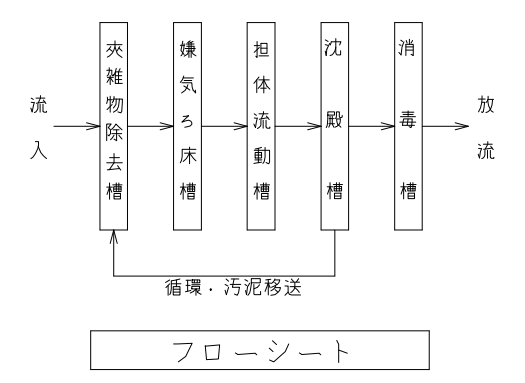 流入
夾雑物除去槽
嫌気ろ床槽
担体流動槽
沈殿槽
消毒槽
放流
循環・汚泥移送
フローシート